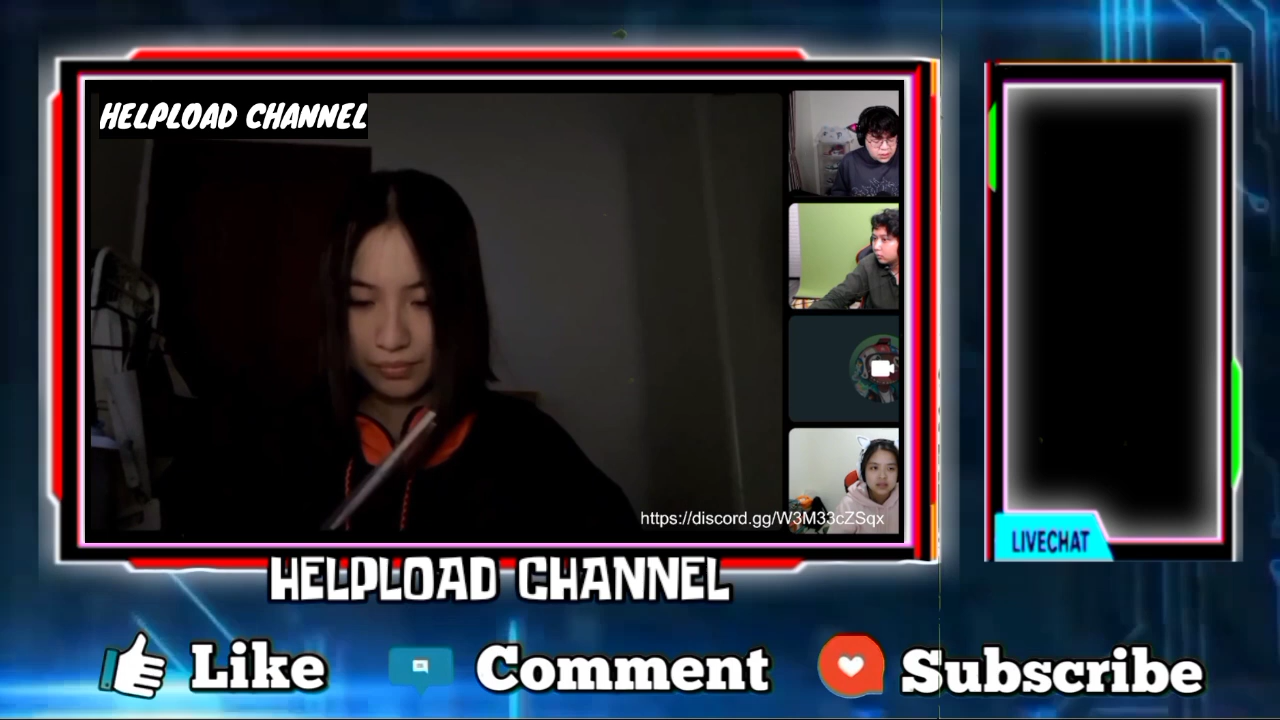 HELPLOAD CHANNEL
https://discord.gg/W3M33cZSqx
LIVECHAT
HELPLOAD CHANNEL
Like
Comment
Subscribe